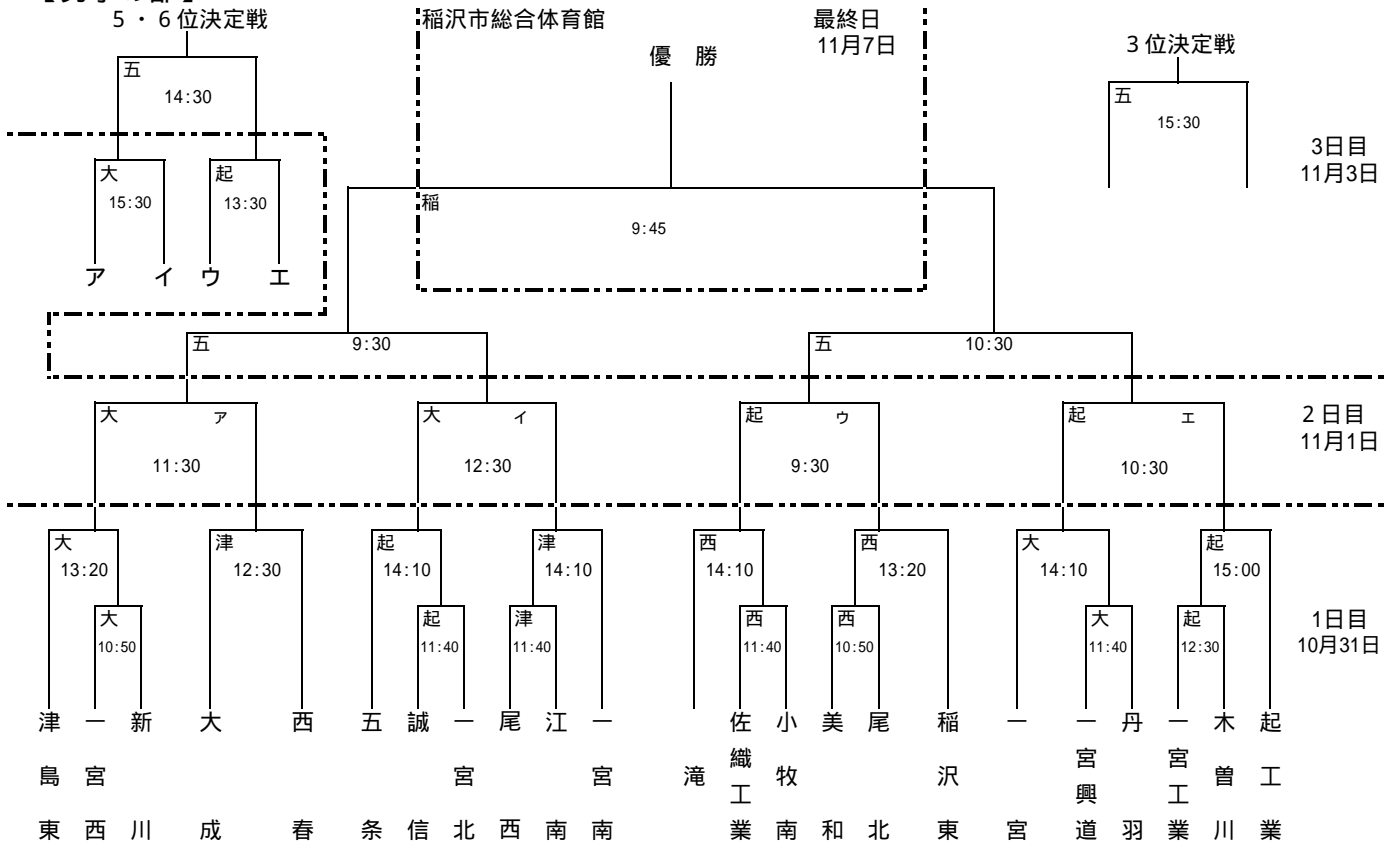 5・6位決定戦
稲沢市総合体育館
最終日
11月7日
優 勝
3位決定戦
五
14:30
五
15:30
3日目
11月3日
大
15:30
起
13:30
稲
9:45
ア イ ウ エ
五 9:30
五 10:30
大 ア
11:30
大 イ
12:30
起 ウ
9:30
起 エ
10:30
2日目
11月1日
大
13:20
津
12:30
起
14:10
津
14:10
西
14:10
西
13:20
大
14:10
起
15:00
大
10:50
起
11:40
津
11:40
西
11:40
西
10:50
大
11:40
起
12:30
1日目
10月31日
津島東
一宮西
新川
大成
西春
五条
誠信
一宮北
尾西
江南
一宮南
滝
佐織工業
小牧南
美和
尾北
稲沢東
一宮
一宮興道
丹羽
一宮工業
木曽川
起工業